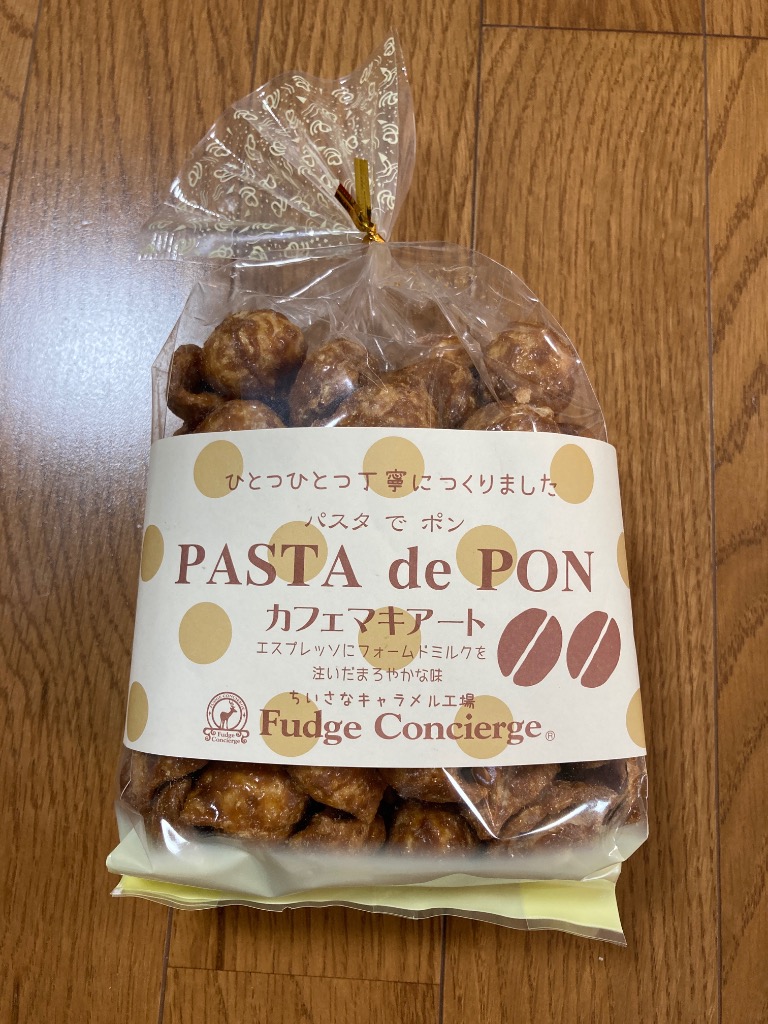 ひとつひとつ丁寧につくりました
パスタ で ポン
PASTA de PON
カフェマキアート
エスプレッソにフォームドミルクを
注いだまろやかな味
ちいさなキャラメル工場
Fudge Concierge®
Fudge
Concierge